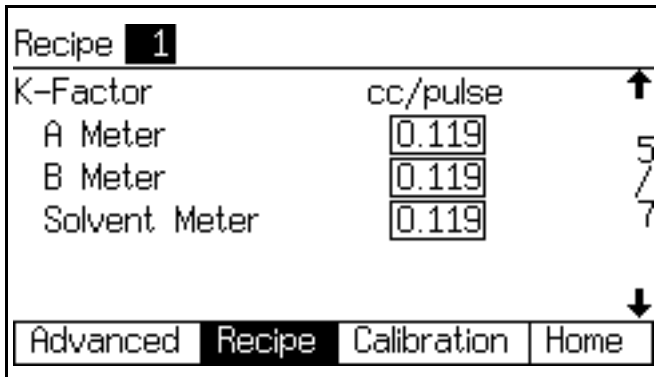 Recipe 1
K-Factor cc/pulse
A Meter 0.119
B Meter 0.119
Solvent Meter 0.119
5
/
7
Advanced Recipe Calibration Home